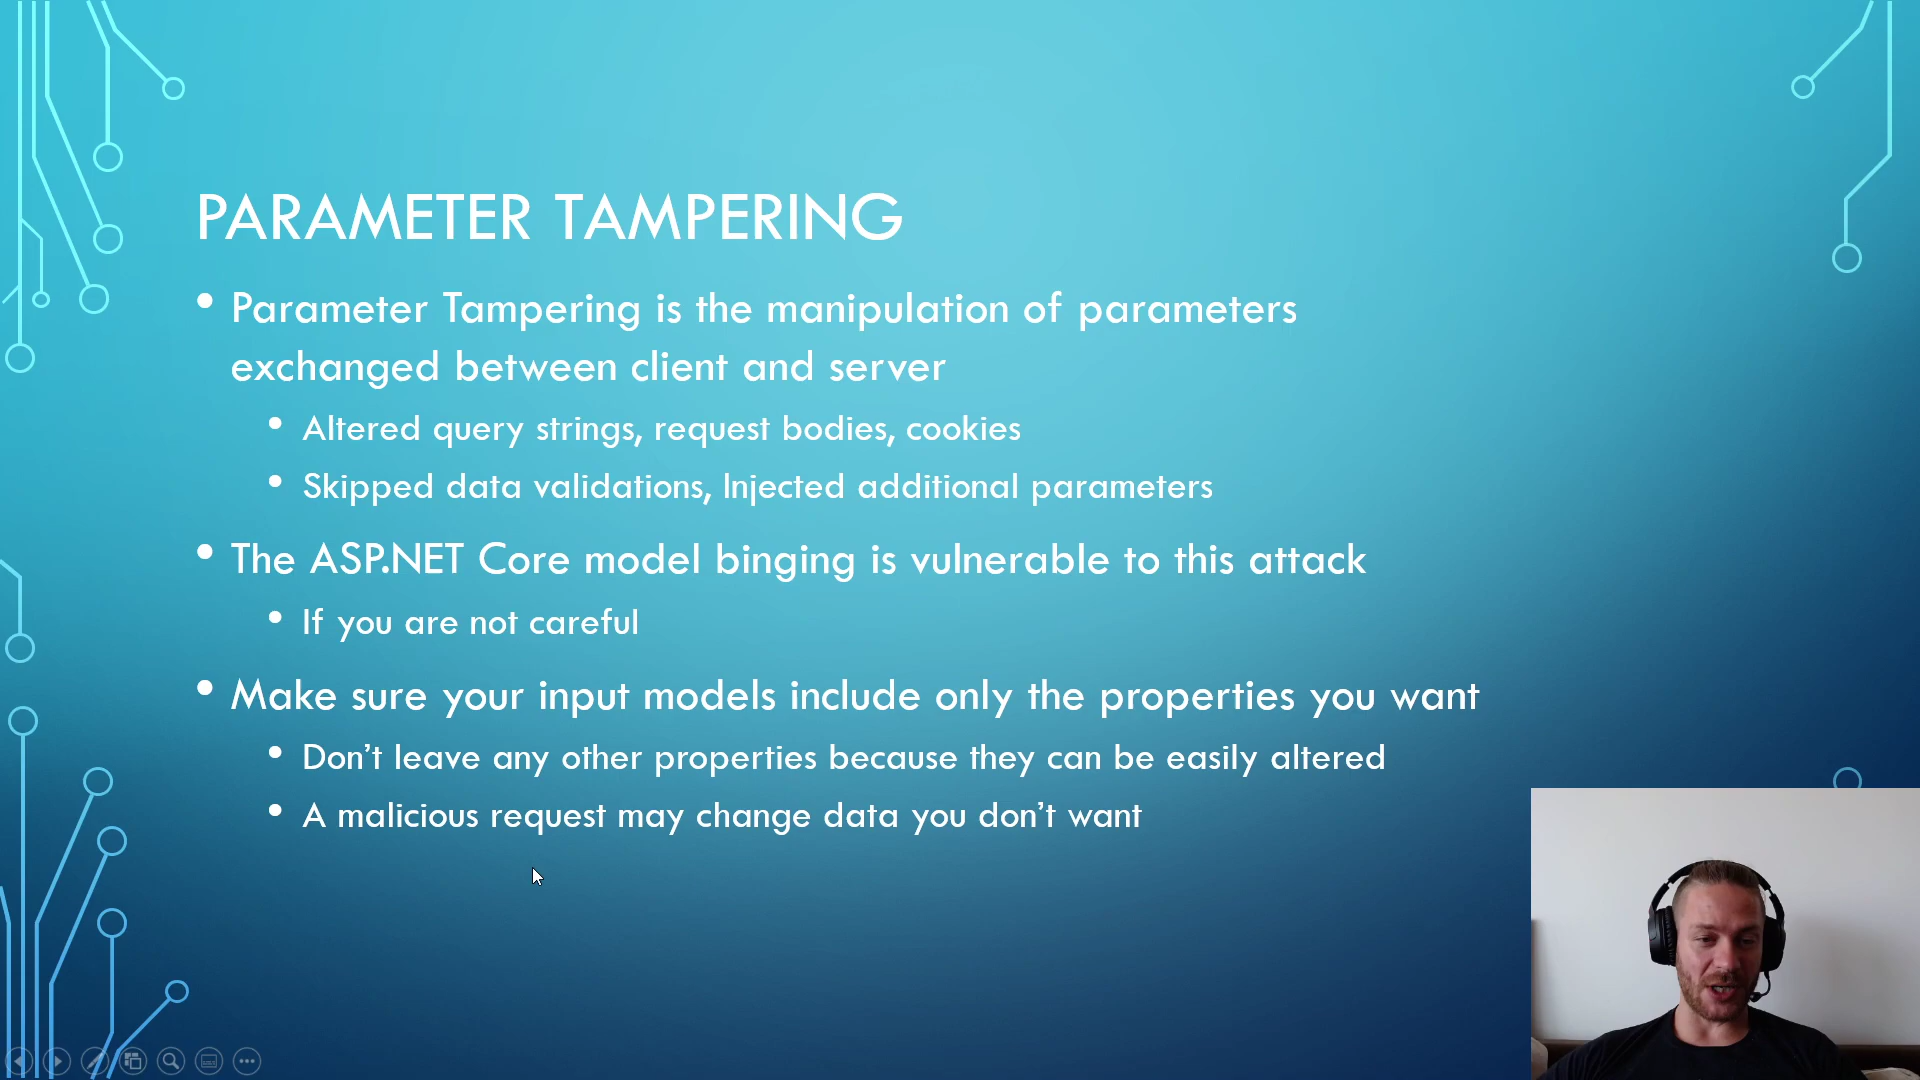 PARAMETER TAMPERING
• Parameter Tampering is the manipulation of parameters
exchanged between client and server
• Altered query strings, request bodies, cookies
• Skipped data validations, Injected additional parameters
• The ASP.NET Core model binging is vulnerable to this attack
• If you are not careful
• Make sure your input models include only the properties you want
• Don’t leave any other properties because they can be easily altered
• A malicious request may change data you don’t want